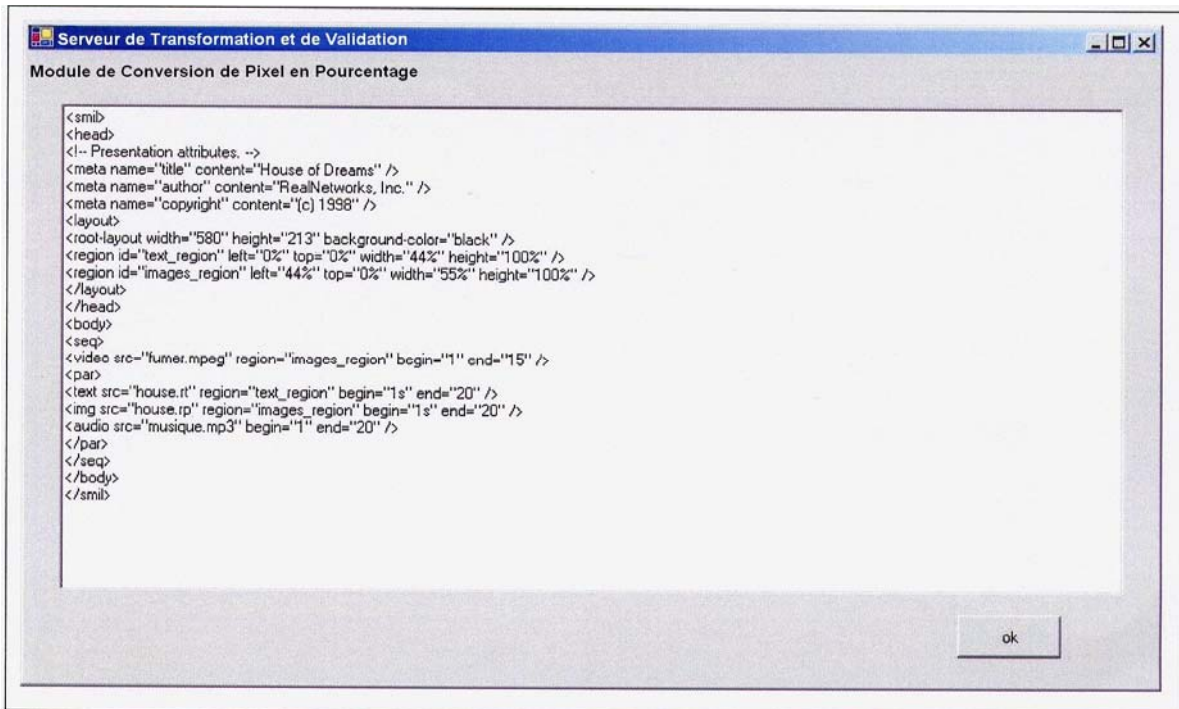 Serveur de Transformation et de Validation
Module de Conversion de Pixel en Pourcentage
<smil>
<head>
<!-- Presentation attributes. -->
<meta name="title" content="House of Dreams" />
<meta name="author" content="RealNetworks, Inc." />
<meta name="copyright" content="(c) 1998" />
<layout>
<root-layout width="580" height="213" background-color="black" />
<region id="text_region" left="0%" top="0%" width="44%" height="100%" />
<region id="images_region" left="44%" top="0%" width="55%" height="100%" />
</layout>
</head>
<body>
<seq>
<video src="fumer.mpeg" region="images_region" begin="1" end="15" />
<par>
<text src="house.rt" region="text_region" begin="1s" end="20" />
<img src="house.rp" region="images_region" begin="1s" end="20" />
<audio src="musique.mp3" begin="1" end="20" />
</par>
</seq>
</body>
</smil>
ok